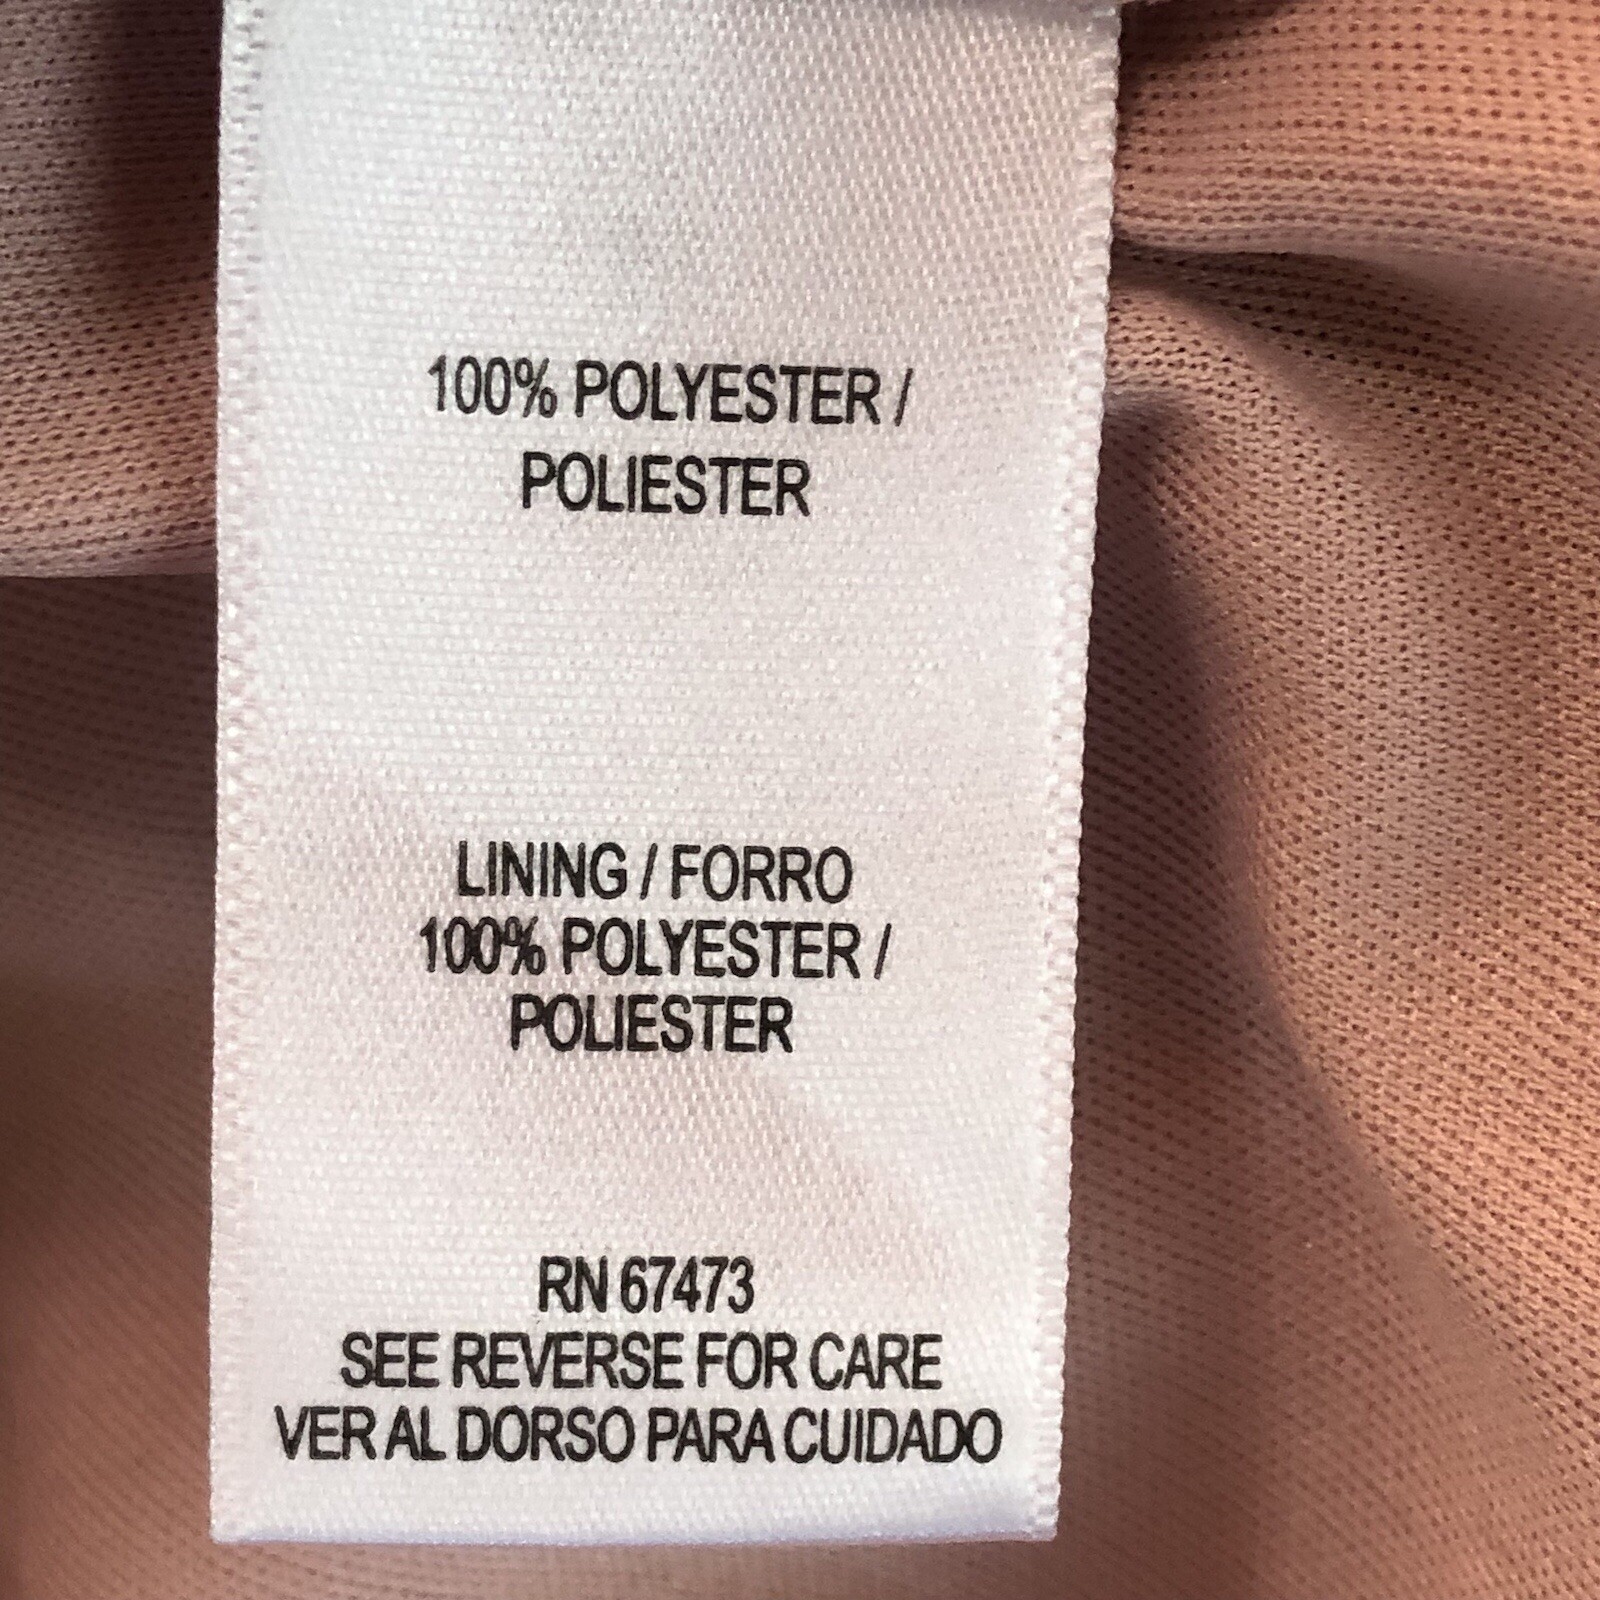 100% POLYESTER /
POLIESTER
LINING / FORRO
100% POLYESTER /
POLIESTER
RN 67473
SEE REVERSE FOR CARE
VER AL DORSO PARA CUIDADO